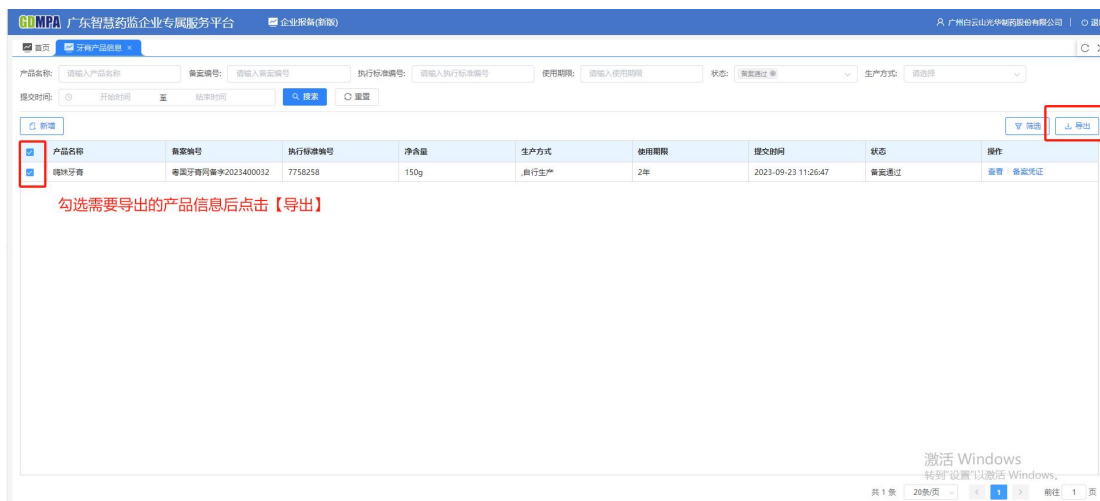 GDMPA 广东智慧药监企业专属服务平台 企业报备(新版) 广州白云山光华制药股份有限公司 | 退
首页 牙膏产品信息 ×
产品名称: 请输入产品名称 备案编号: 请输入备案编号 执行标准编号: 请输入执行标准编号 使用期限: 请输入使用期限 状态: 备案通过 生产方式: 请选择
提交时间: 开始时间 至 结束时间 搜索 重置
新增 筛选 导出
产品名称 备案编号 执行标准编号 净含量 生产方式 使用期限 提交时间 状态 操作
嗨妹牙膏 粤国牙膏网备字2023400032 7758258 150g ,自行生产 2年 2023-09-23 11:26:47 备案通过 查看 备案凭证
勾选需要导出的产品信息后点击【导出】
激活 Windows
转到"设置"以激活 Windows。
共 1 条 20条/页 < 1 > 前往 1 页